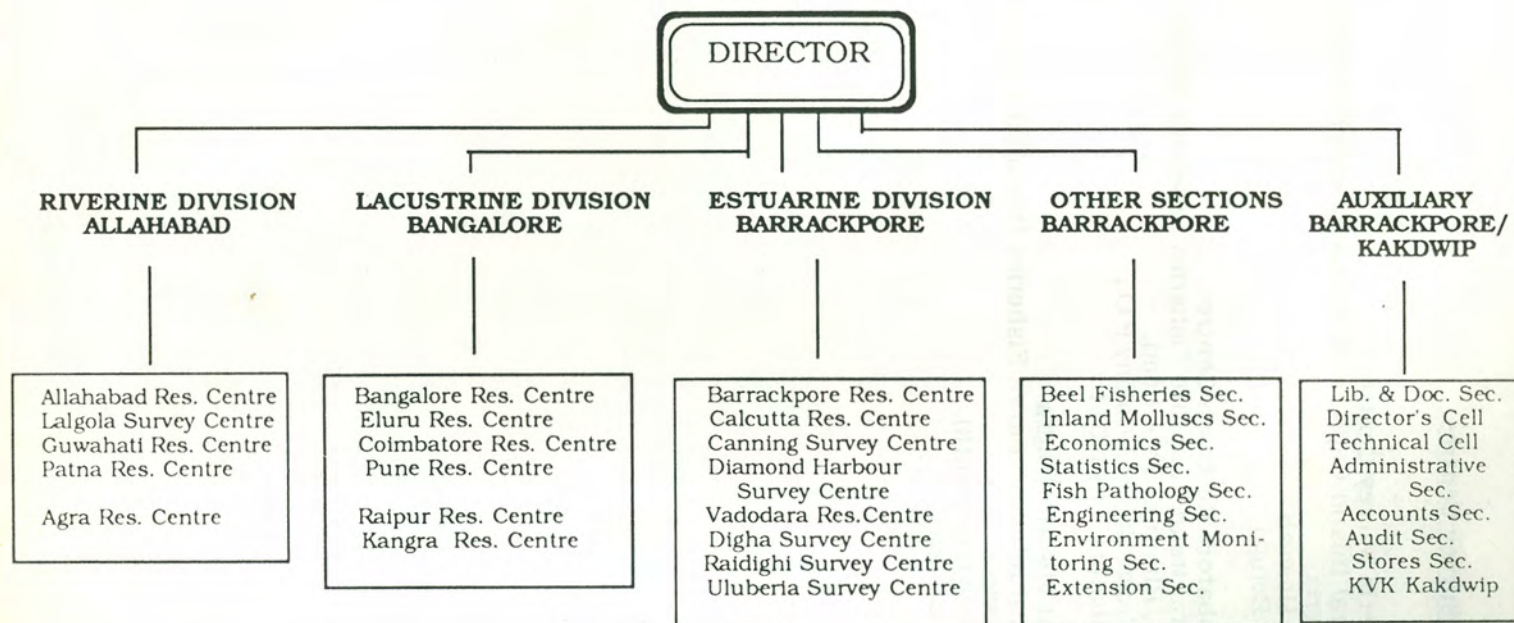 DIRECTOR
RIVERINE DIVISION
ALLAHABAD
Allahabad Res. Centre
Lalgola Survey Centre
Guwahati Res. Centre
Patna Res. Centre
Agra Res. Centre
LACUSTRINE DIVISION
BANGALORE
Bangalore Res. Centre
Eluru Res. Centre
Coimbatore Res. Centre
Pune Res. Centre
Raipur Res. Centre
Kangra Res. Centre
ESTUARINE DIVISION
BARRACKPORE
Barrackpore Res. Centre
Calcutta Res. Centre
Canning Survey Centre
Diamond Harbour
Survey Centre
Vadodara Res.Centre
Digha Survey Centre
Raidighi Survey Centre
Uluberia Survey Centre
OTHER SECTIONS
BARRACKPORE
Beel Fisheries Sec.
Inland Molluscs Sec.
Economics Sec.
Statistics Sec.
Fish Pathology Sec.
Engineering Sec.
Environment Moni-
toring Sec.
Extension Sec.
AUXILIARY
BARRACKPORE/
KAKDWIP
Lib. & Doc. Sec.
Director's Cell
Technical Cell
Administrative
Sec.
Accounts Sec.
Audit Sec.
Stores Sec.
KVK Kakdwip